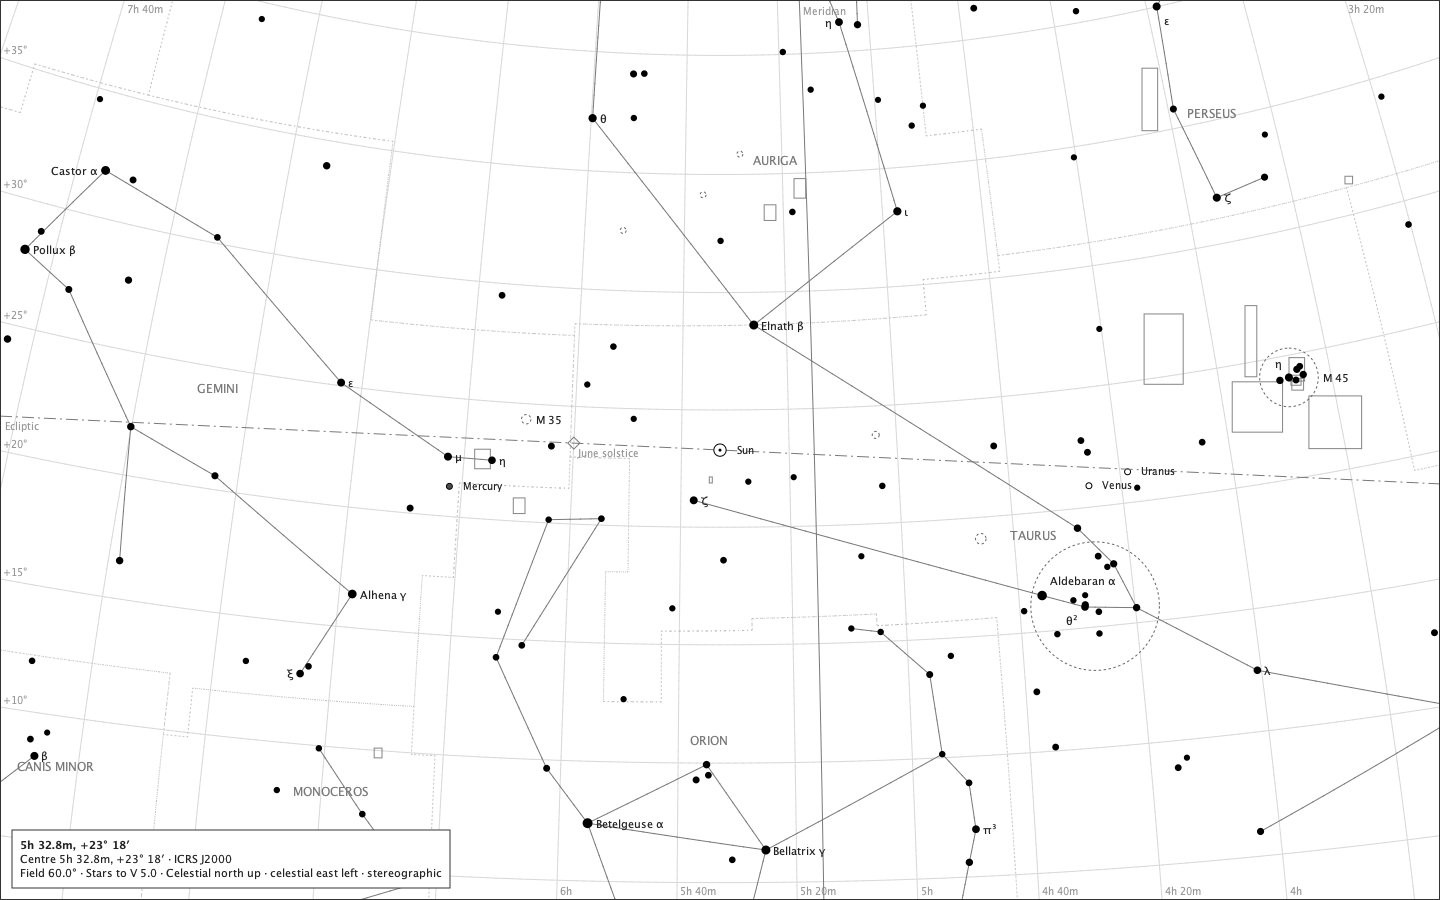 7h 40m
Meridian
3h 20m
η
ε
+35°
θ
PERSEUS
AURIGA
Castor α
+30°
ζ
ι
Pollux β
+25°
Elnath β
η
M 45
GEMINI
ε
M 35
Ecliptic
+20°
June solstice
Sun
μ
η
Uranus
Mercury
Venus
ζ
TAURUS
+15°
Aldebaran α
Alhena γ
θ²
ξ
λ
+10°
ORION
β
CANIS MINOR
MONOCEROS
Betelgeuse α
π³
Bellatrix γ
5h 32.8m, +23° 18′
Centre 5h 32.8m, +23° 18′ · ICRS J2000
Field 60.0° · Stars to V 5.0 · Celestial north up · celestial east left · stereographic
6h
5h 40m
5h 20m
5h
4h 40m
4h 20m
4h